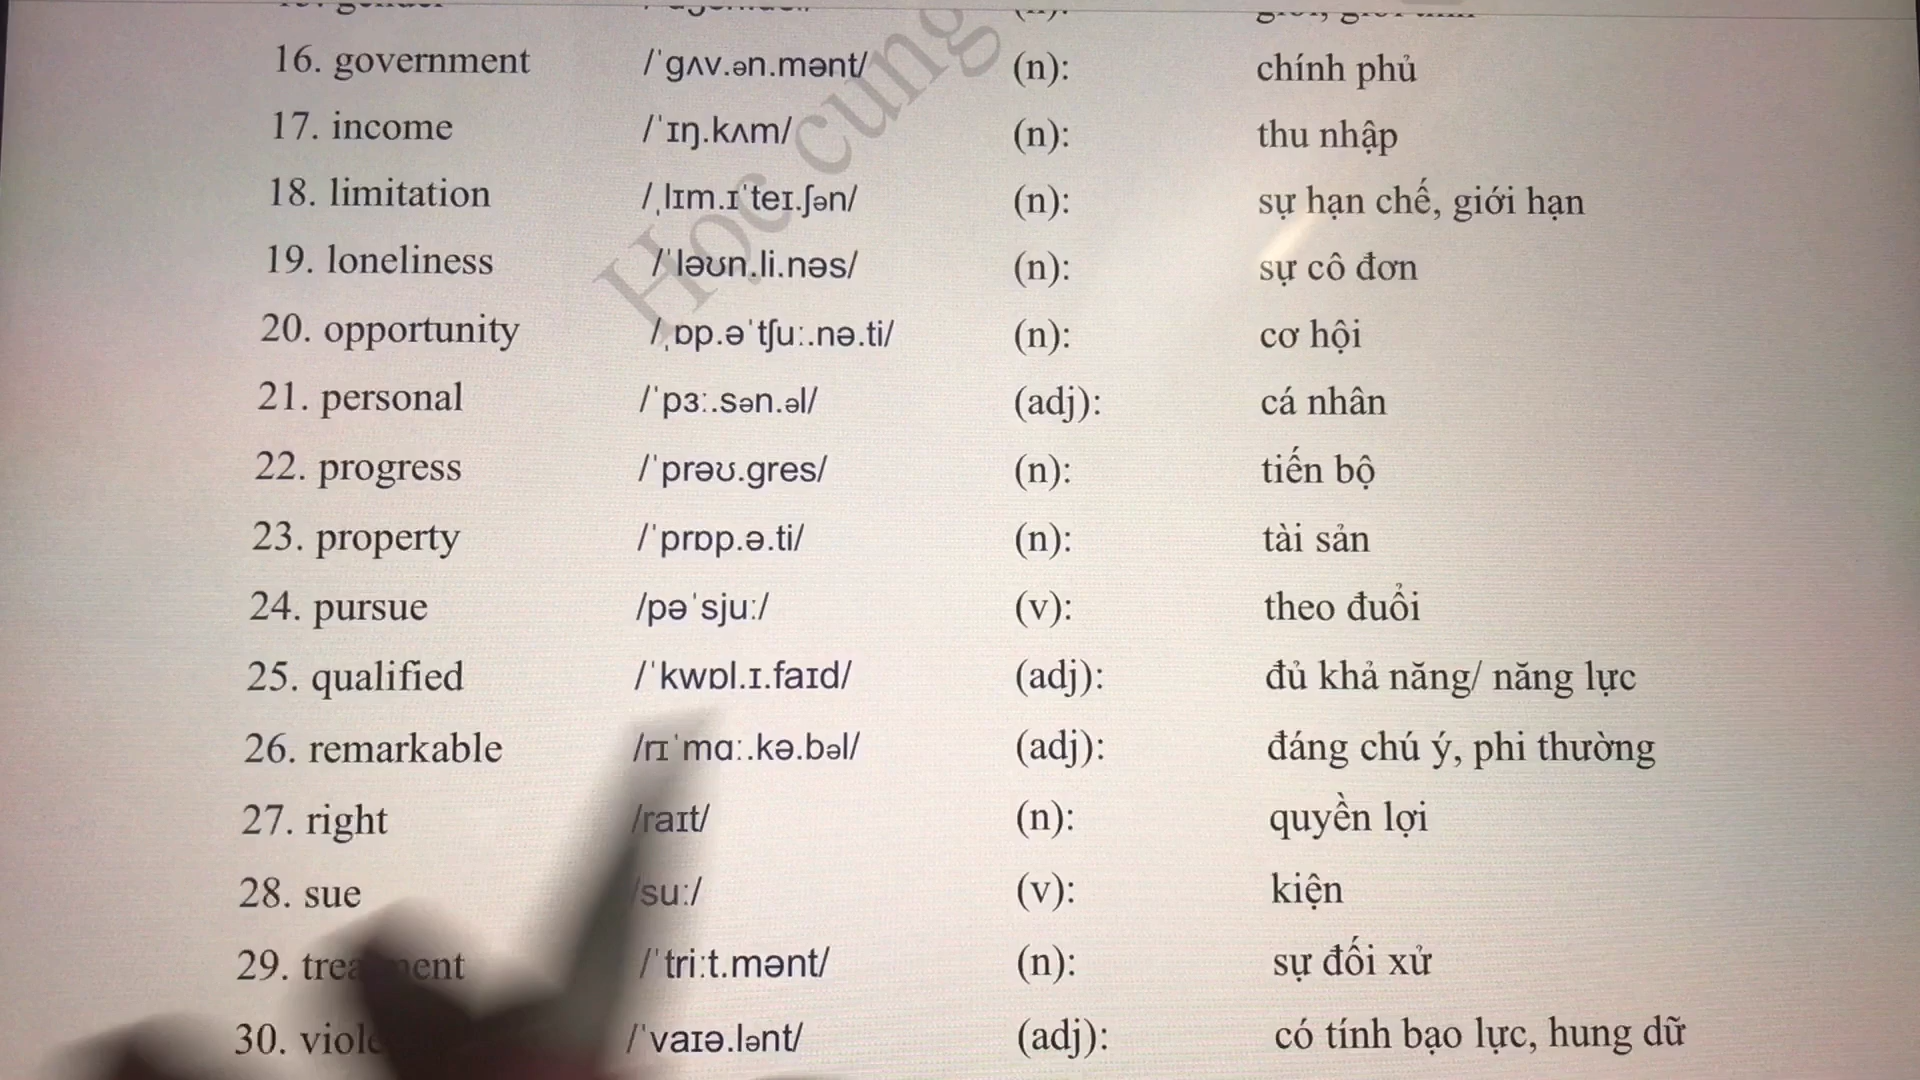 16. government /ˈɡʌv.ən.mənt/ (n): chính phủ
17. income /ˈɪŋ.kʌm/ (n): thu nhập
18. limitation /ˌlɪm.ɪˈteɪ.ʃən/ (n): sự hạn chế, giới hạn
19. loneliness /ˈləʊn.li.nəs/ (n): sự cô đơn
20. opportunity /ˌɒp.əˈtʃuː.nə.ti/ (n): cơ hội
21. personal /ˈpɜː.sən.əl/ (adj): cá nhân
22. progress /ˈprəʊ.ɡres/ (n): tiến bộ
23. property /ˈprɒp.ə.ti/ (n): tài sản
24. pursue /pəˈsjuː/ (v): theo đuổi
25. qualified /ˈkwɒl.ɪ.faɪd/ (adj): đủ khả năng/ năng lực
26. remarkable /rɪˈmɑː.kə.bəl/ (adj): đáng chú ý, phi thường
27. right /raɪt/ (n): quyền lợi
28. sue /suː/ (v): kiện
29. treatment /ˈtriːt.mənt/ (n): sự đối xử
30. /ˈvaɪə.lənt/ (adj): có tính bạo lực, hung dữ
Học cùng